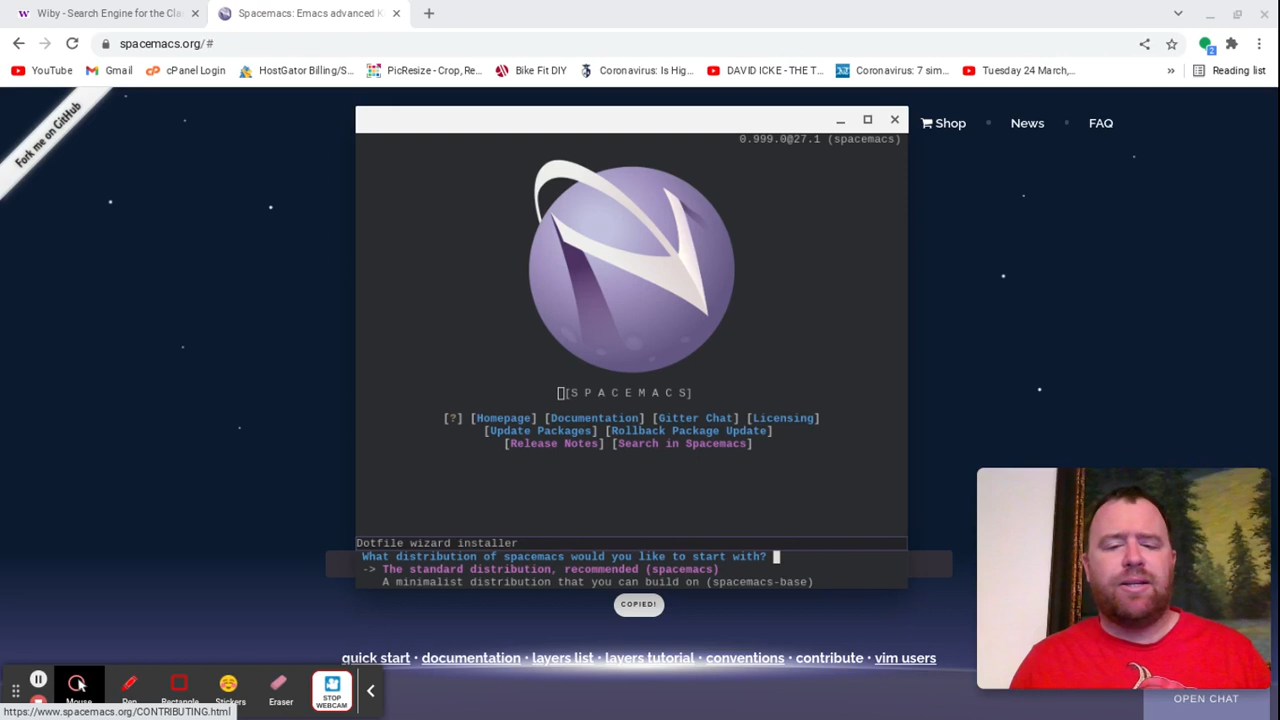 Wiby - Search Engine for the Cla
Spacemacs: Emacs advanced K
spacemacs.org/#
2
YouTube
Gmail
cPanel Login
HostGator Billing/S...
PicResize - Crop, Re...
Bike Fit DIY
Coronavirus: Is Hig...
DAVID ICKE - THE T...
Coronavirus: 7 sim...
Tuesday 24 March,...
»
Reading list
Fork me on GitHub
Shop
News
FAQ
0.999.0@27.1 (spacemacs)
[S P A C E M A C S]
[?] [Homepage] [Documentation] [Gitter Chat] [Licensing]
[Update Packages] [Rollback Package Update]
[Release Notes] [Search in Spacemacs]
Dotfile wizard installer
What distribution of spacemacs would you like to start with?
-> The standard distribution, recommended (spacemacs)
A minimalist distribution that you can build on (spacemacs-base)
COPIED!
quick start · documentation · layers list · layers tutorial · conventions · contribute · vim users
Mouse
Pen
Rectangle
Stickers
Eraser
STOP
WEBCAM
https://www.spacemacs.org/CONTRIBUTING.html
OPEN CHAT